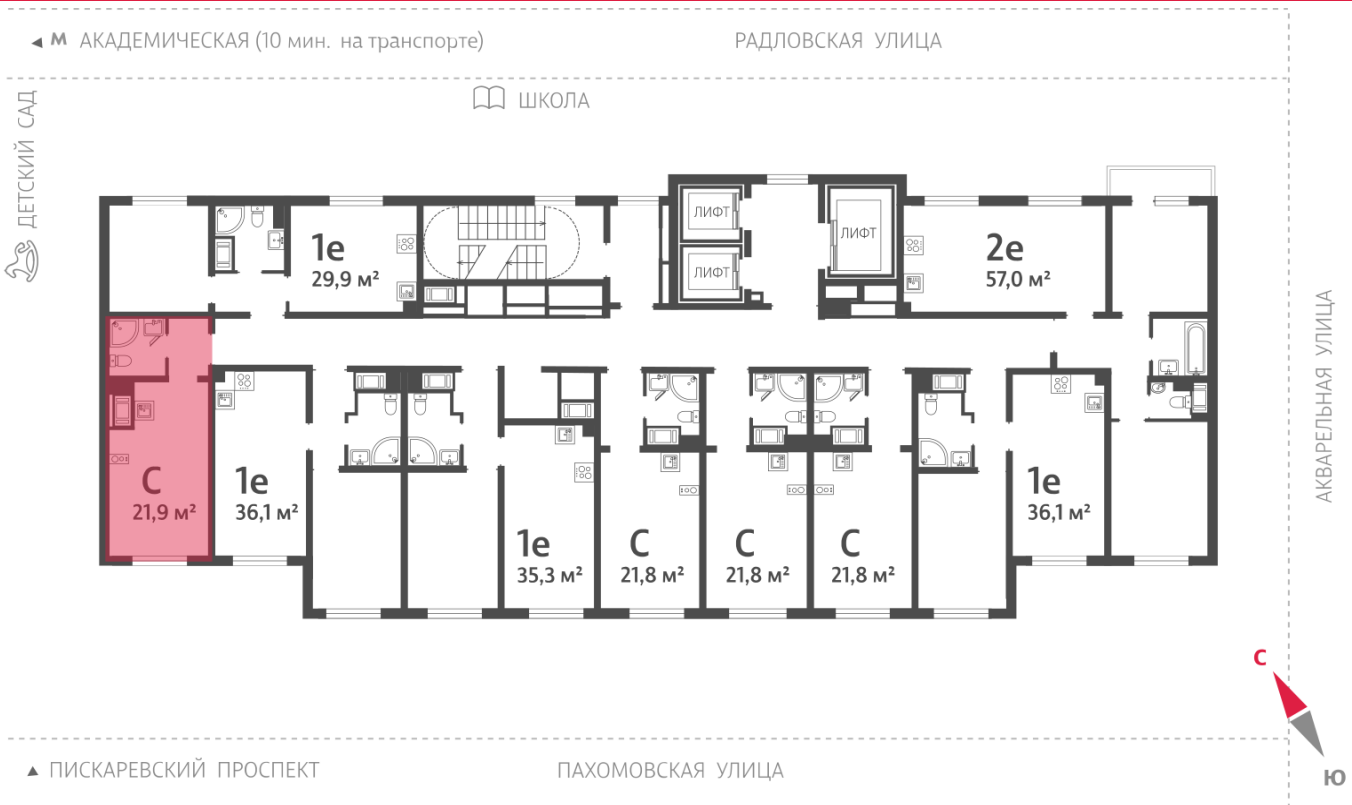 М АКАДЕМИЧЕСКАЯ (10 мин. на транспорте)
РАДЛОВСКАЯ УЛИЦА
ШКОЛА
ДЕТСКИЙ САД
ЛИФТ
ЛИФТ
ЛИФТ
1е
29,9 м²
2е
57,0 м²
С
21,9 м²
1е
36,1 м²
1е
35,3 м²
С
21,8 м²
С
21,8 м²
С
21,8 м²
1е
36,1 м²
АКВАРЕЛЬНАЯ УЛИЦА
С
Ю
ПИСКАРЕВСКИЙ ПРОСПЕКТ
ПАХОМОВСКАЯ УЛИЦА